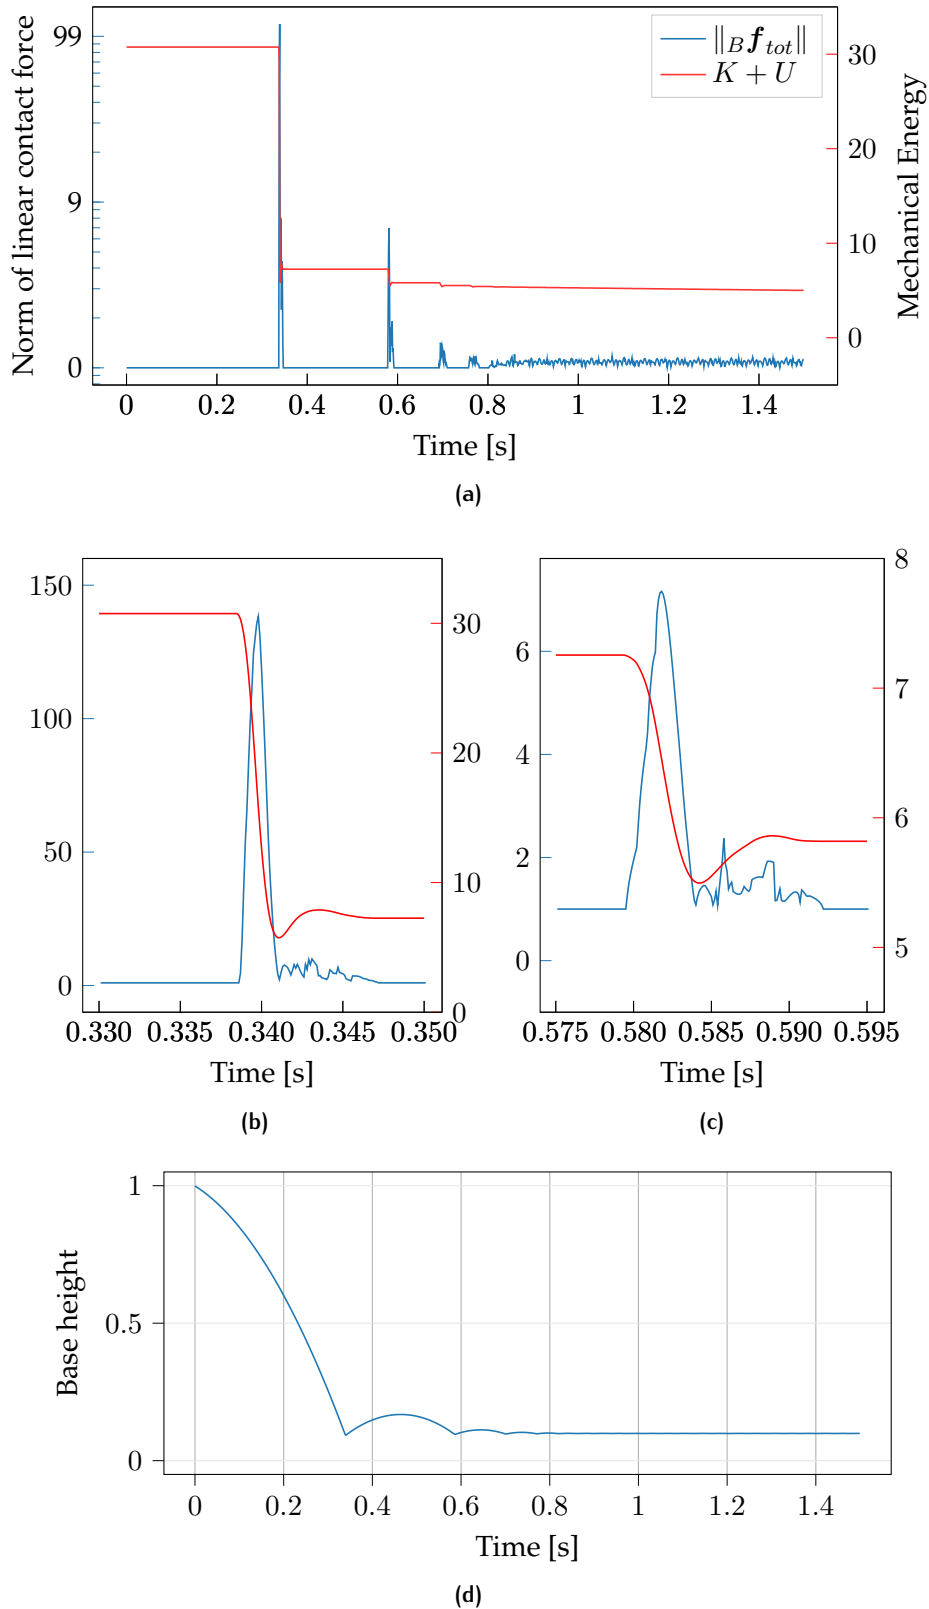 99
9
0
Norm of linear contact force
‖_B f_tot‖
K + U
30
20
10
0
Mechanical Energy
0 0.2 0.4 0.6 0.8 1 1.2 1.4
Time [s]
(a)
150
100
50
0
30
20
10
0
0.330 0.335 0.340 0.345 0.350
Time [s]
(b)
6
4
2
0
8
7
6
5
0.575 0.580 0.585 0.590 0.595
Time [s]
(c)
1
0.5
0
Base height
0 0.2 0.4 0.6 0.8 1 1.2 1.4
Time [s]
(d)